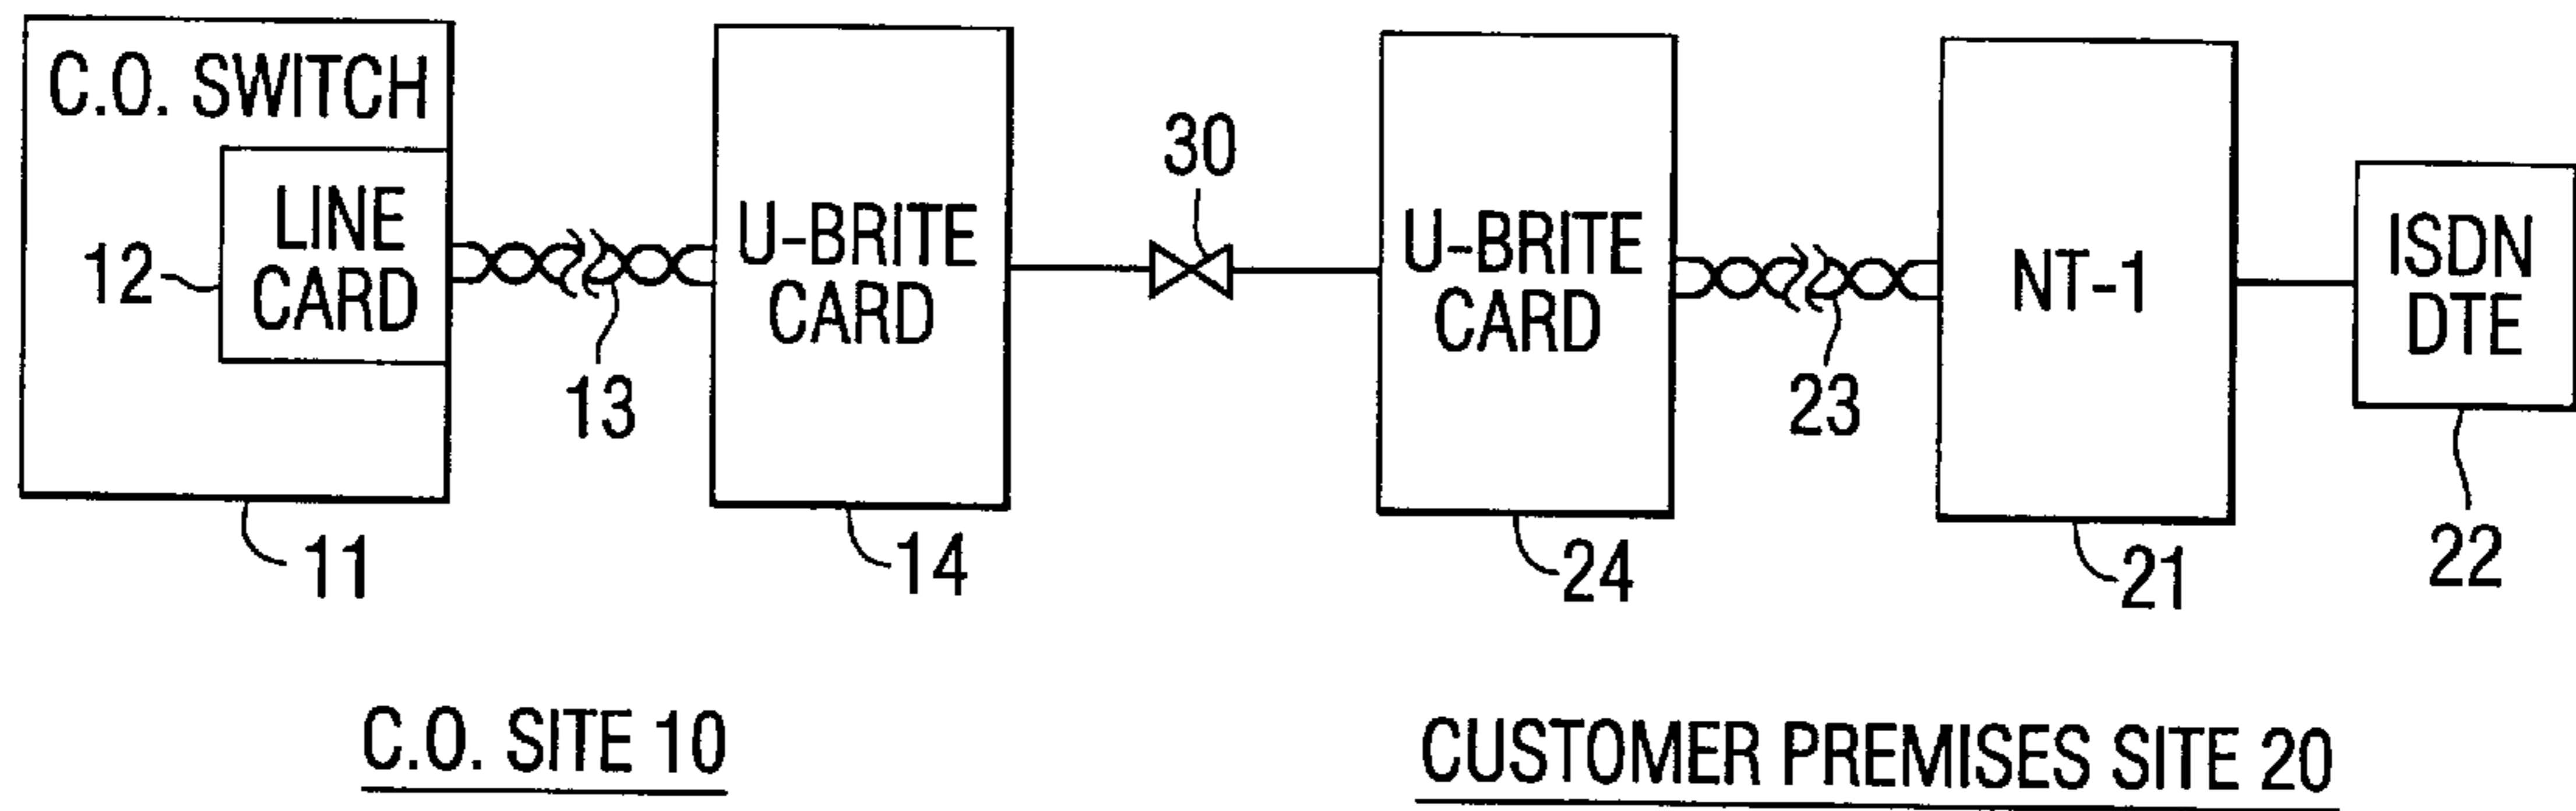 C.O. SWITCH
LINE
CARD
12
13
11
U-BRITE
CARD
14
30
U-BRITE
CARD
24
23
NT-1
21
ISDN
DTE
22
C.O. SITE 10
CUSTOMER PREMISES SITE 20